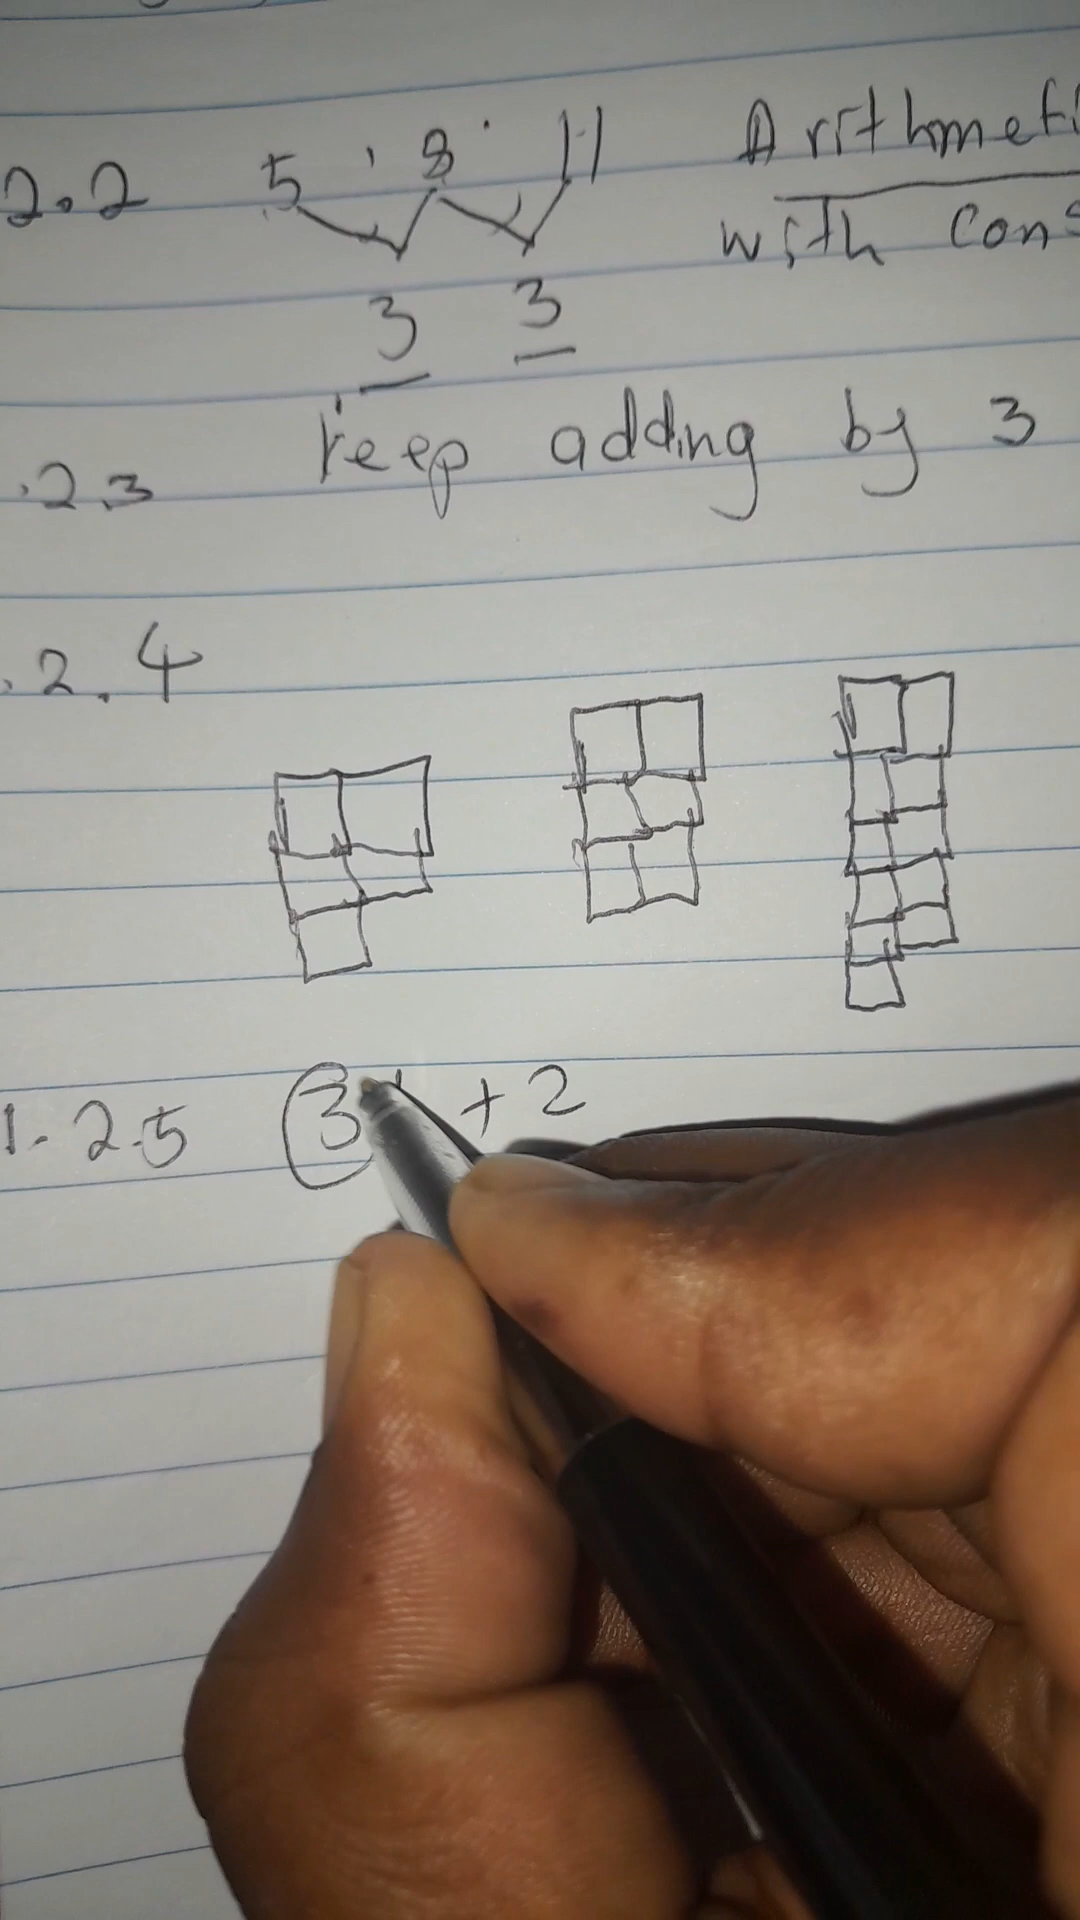 2.2 5, 8, 11 Arithmeti
with cons
3 3
keep adding by 3
.2.3
.2.4
1.2.5 3 + 2